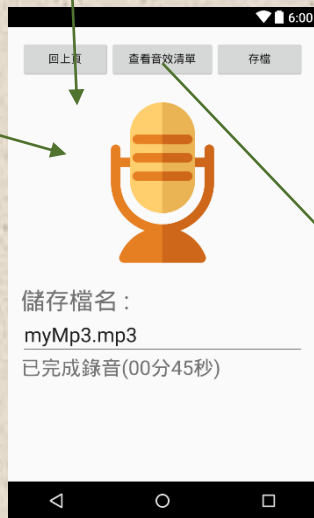 6:00
回上頁 查看音效清單 存檔
儲存檔名 :
myMp3.mp3
已完成錄音(00分45秒)